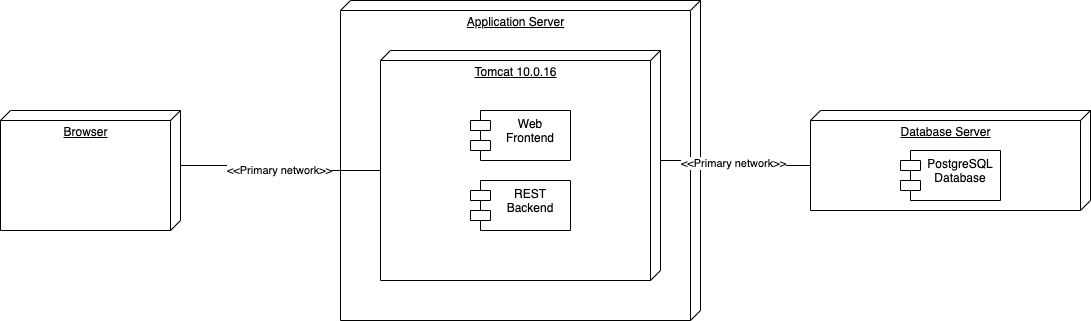 Application Server
Tomcat 10.0.16
Web
Frontend
Browser
Database Server
<<Primary network>>
<<Primary network>>
PostgreSQL
Database
REST
Backend